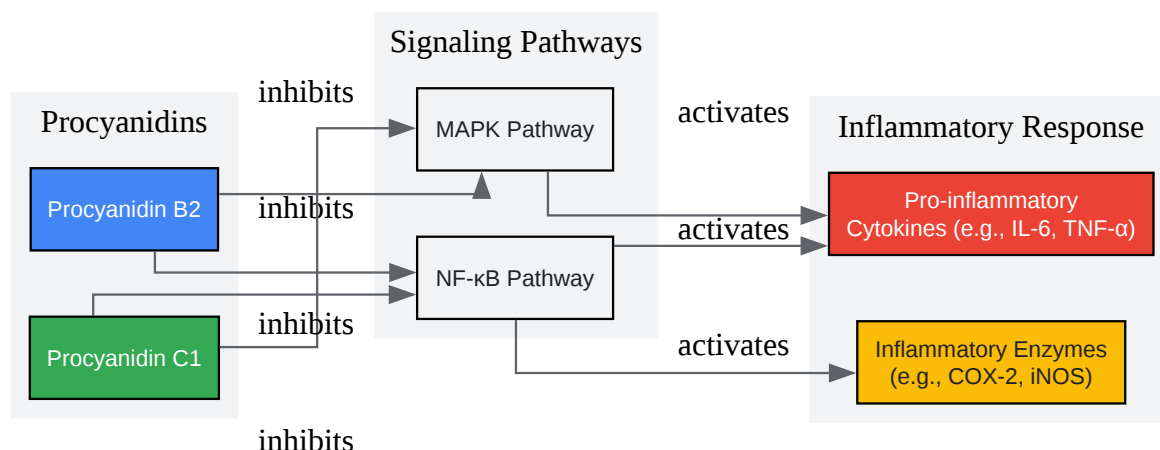 Procyanidins
Procyanidin B2
Procyanidin C1
inhibits
inhibits
inhibits
inhibits
Signaling Pathways
MAPK Pathway
NF-κB Pathway
activates
activates
activates
Inflammatory Response
Pro-inflammatory
Cytokines (e.g., IL-6, TNF-α)
Inflammatory Enzymes
(e.g., COX-2, iNOS)